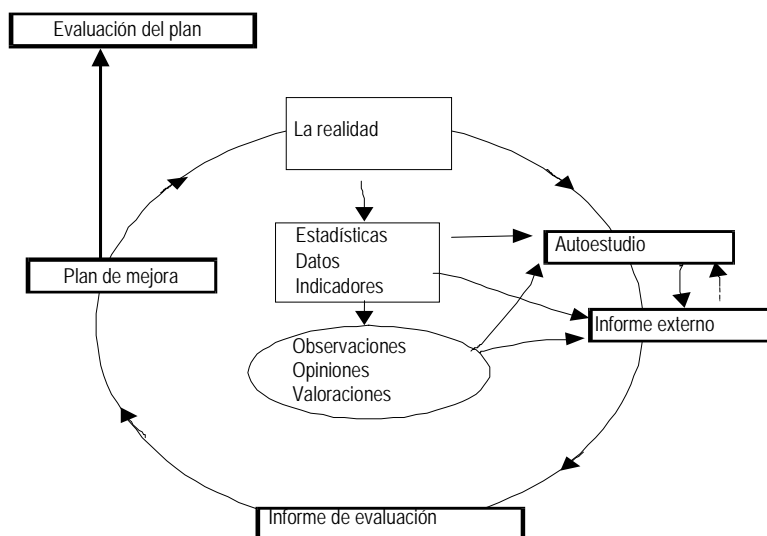 Evaluación del plan
La realidad
Estadísticas
Datos
Indicadores
Autoestudio
Plan de mejora
Informe externo
Observaciones
Opiniones
Valoraciones
Informe de evaluación